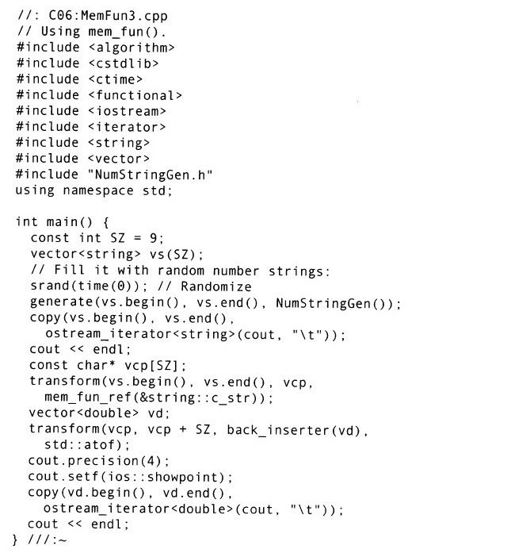 //: C06:MemFun3.cpp
// Using mem_fun().
#include <algorithm>
#include <cstdlib>
#include <ctime>
#include <functional>
#include <iostream>
#include <iterator>
#include <string>
#include <vector>
#include "NumStringGen.h"
using namespace std;

int main() {
  const int SZ = 9;
  vector<string> vs(SZ);
  // Fill it with random number strings:
  srand(time(0)); // Randomize
  generate(vs.begin(), vs.end(), NumStringGen());
  copy(vs.begin(), vs.end(),
    ostream_iterator<string>(cout, "\t"));
  cout << endl;
  const char* vcp[SZ];
  transform(vs.begin(), vs.end(), vcp,
    mem_fun_ref(&string::c_str));
  vector<double> vd;
  transform(vcp, vcp + SZ, back_inserter(vd),
    std::atof);
  cout.precision(4);
  cout.setf(ios::showpoint);
  copy(vd.begin(), vd.end(),
    ostream_iterator<double>(cout, "\t"));
  cout << endl;
} ///:~